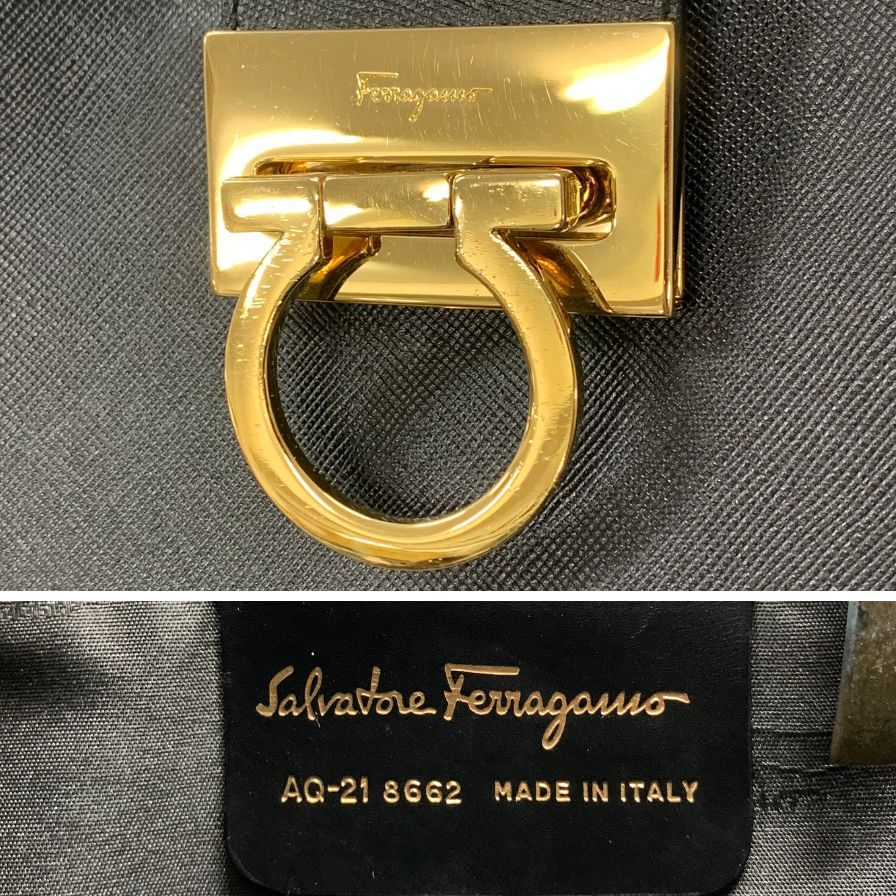 Ferragamo
Salvatore Ferragamo
AQ-21 8662 MADE IN ITALY